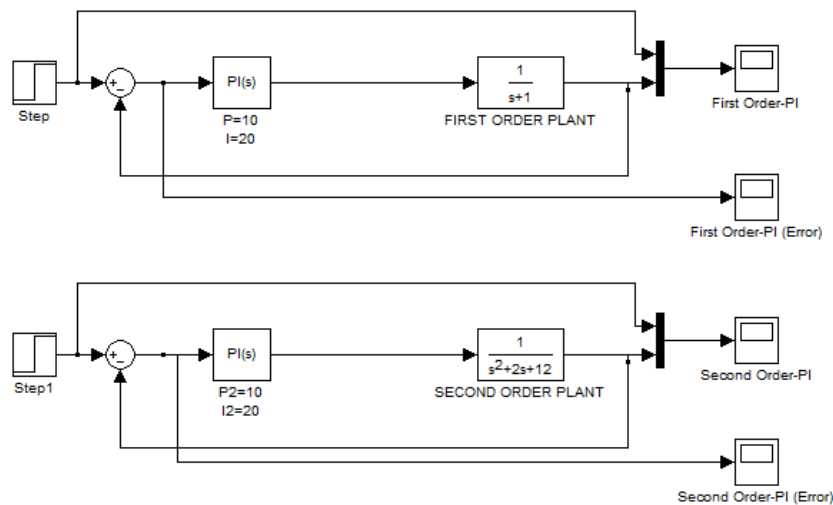 PI(s)
1
s+1
Step
P=10
I=20
FIRST ORDER PLANT
First Order-PI
First Order-PI (Error)
PI(s)
1
s²+2s+12
Step1
P2=10
I2=20
SECOND ORDER PLANT
Second Order-PI
Second Order-PI (Error)